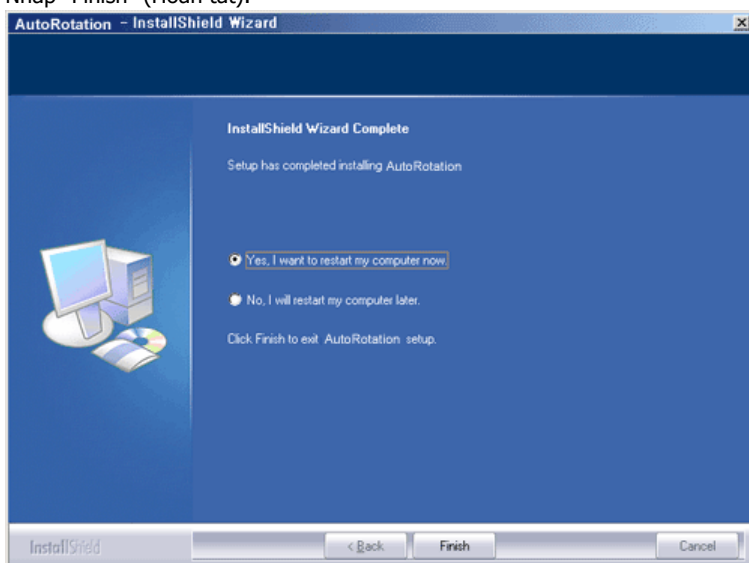 Nhấp "Finish" (Hoàn tất).
AutoRotation - InstallShield Wizard
InstallShield Wizard Complete
Setup has completed installing AutoRotation
Yes, I want to restart my computer now.
No, I will restart my computer later.
Click Finish to exit AutoRotation setup.
InstallShield
< Back
Finish
Cancel